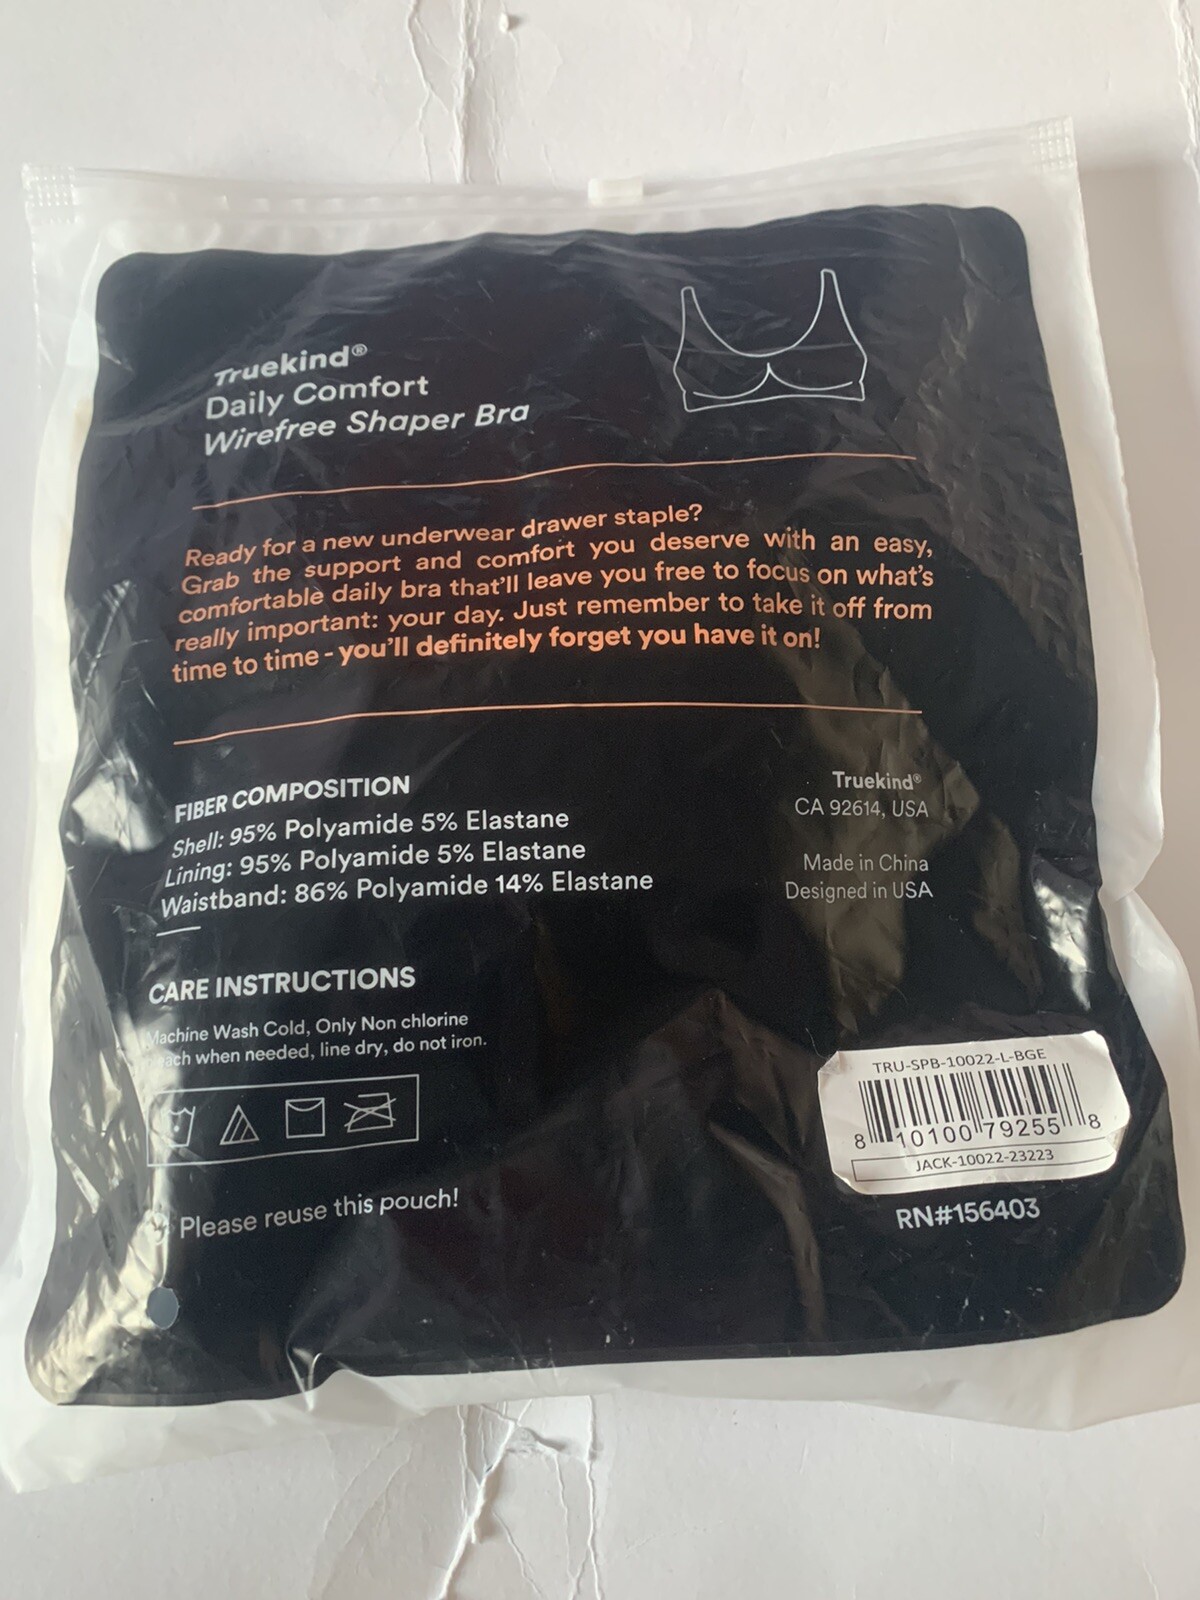 Truekind®
Daily Comfort
Wirefree Shaper Bra
Ready for a new underwear drawer staple?
Grab the support and comfort you deserve with an easy,
comfortable daily bra that'll leave you free to focus on what's
really important: your day. Just remember to take it off from
time to time - you'll definitely forget you have it on!
FIBER COMPOSITION
Shell: 95% Polyamide 5% Elastane
Lining: 95% Polyamide 5% Elastane
Waistband: 86% Polyamide 14% Elastane
Truekind®
CA 92614, USA
Made in China
Designed in USA
CARE INSTRUCTIONS
Machine Wash Cold, Only Non chlorine
bleach when needed, line dry, do not iron.
Please reuse this pouch!
TRU-SPB-10022-L-BGE
8 10100 79255 8
JACK-10022-23223
RN#156403